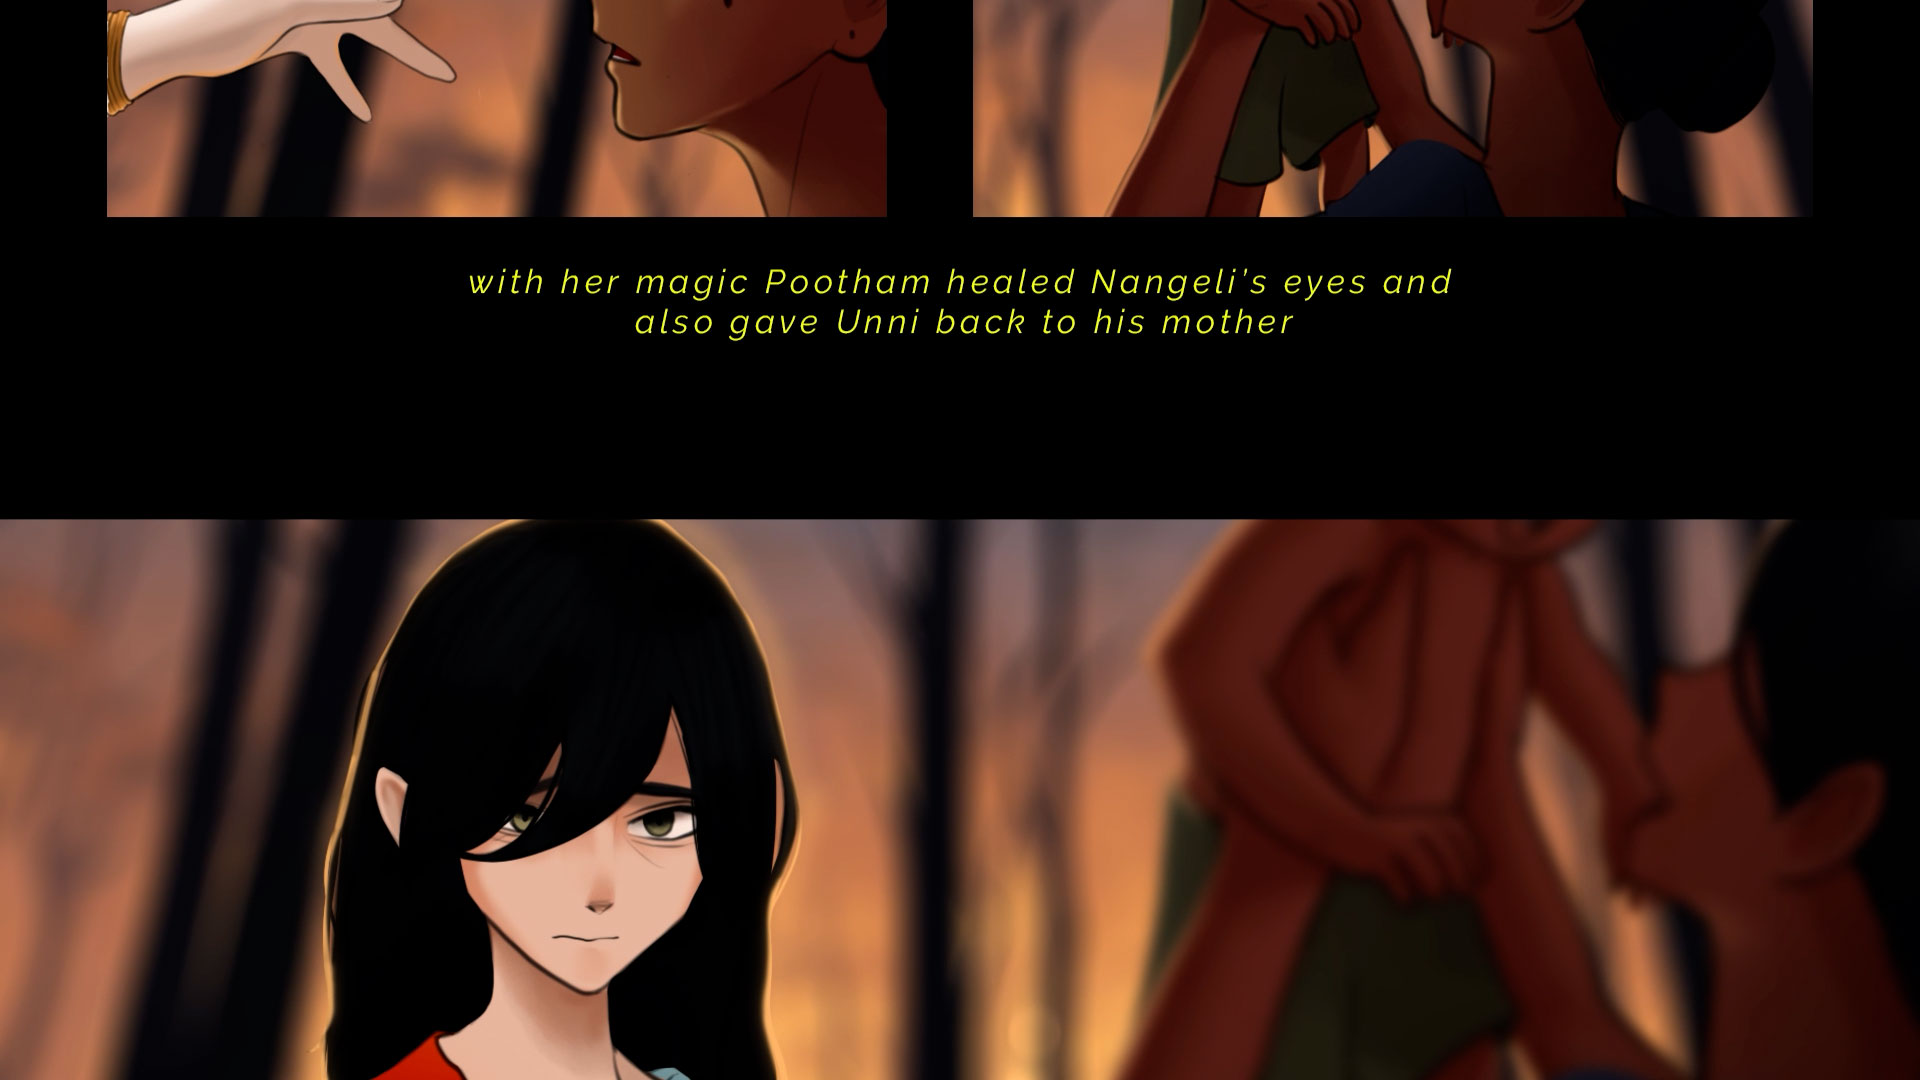 with her magic Pootham healed Nangeli's eyes and
also gave Unni back to his mother